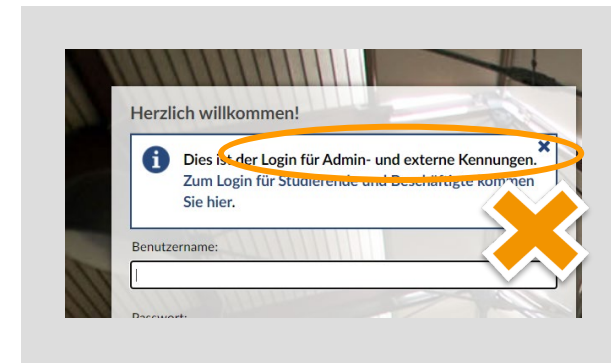 Herzlich willkommen!
Dies ist der Login für Admin- und externe Kennungen.
Zum Login für Studierende und Beschäftigte kommen
Sie hier.
Benutzername:
Passwort: